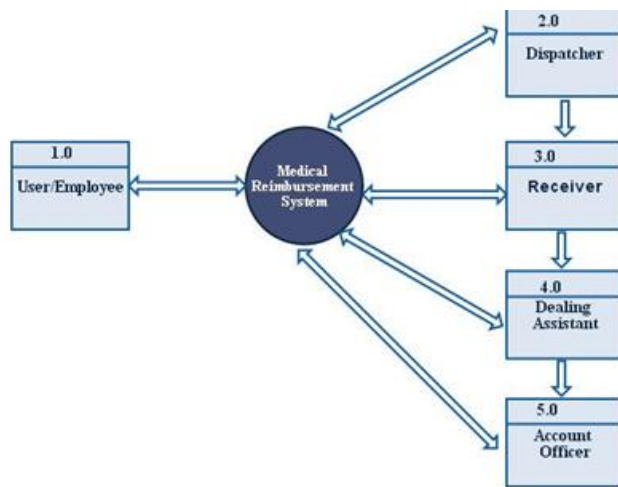 1.0
User/Employee
Medical
Reimbursement
System
2.0
Dispatcher
3.0
Receiver
4.0
Dealing
Assistant
5.0
Account
Officer